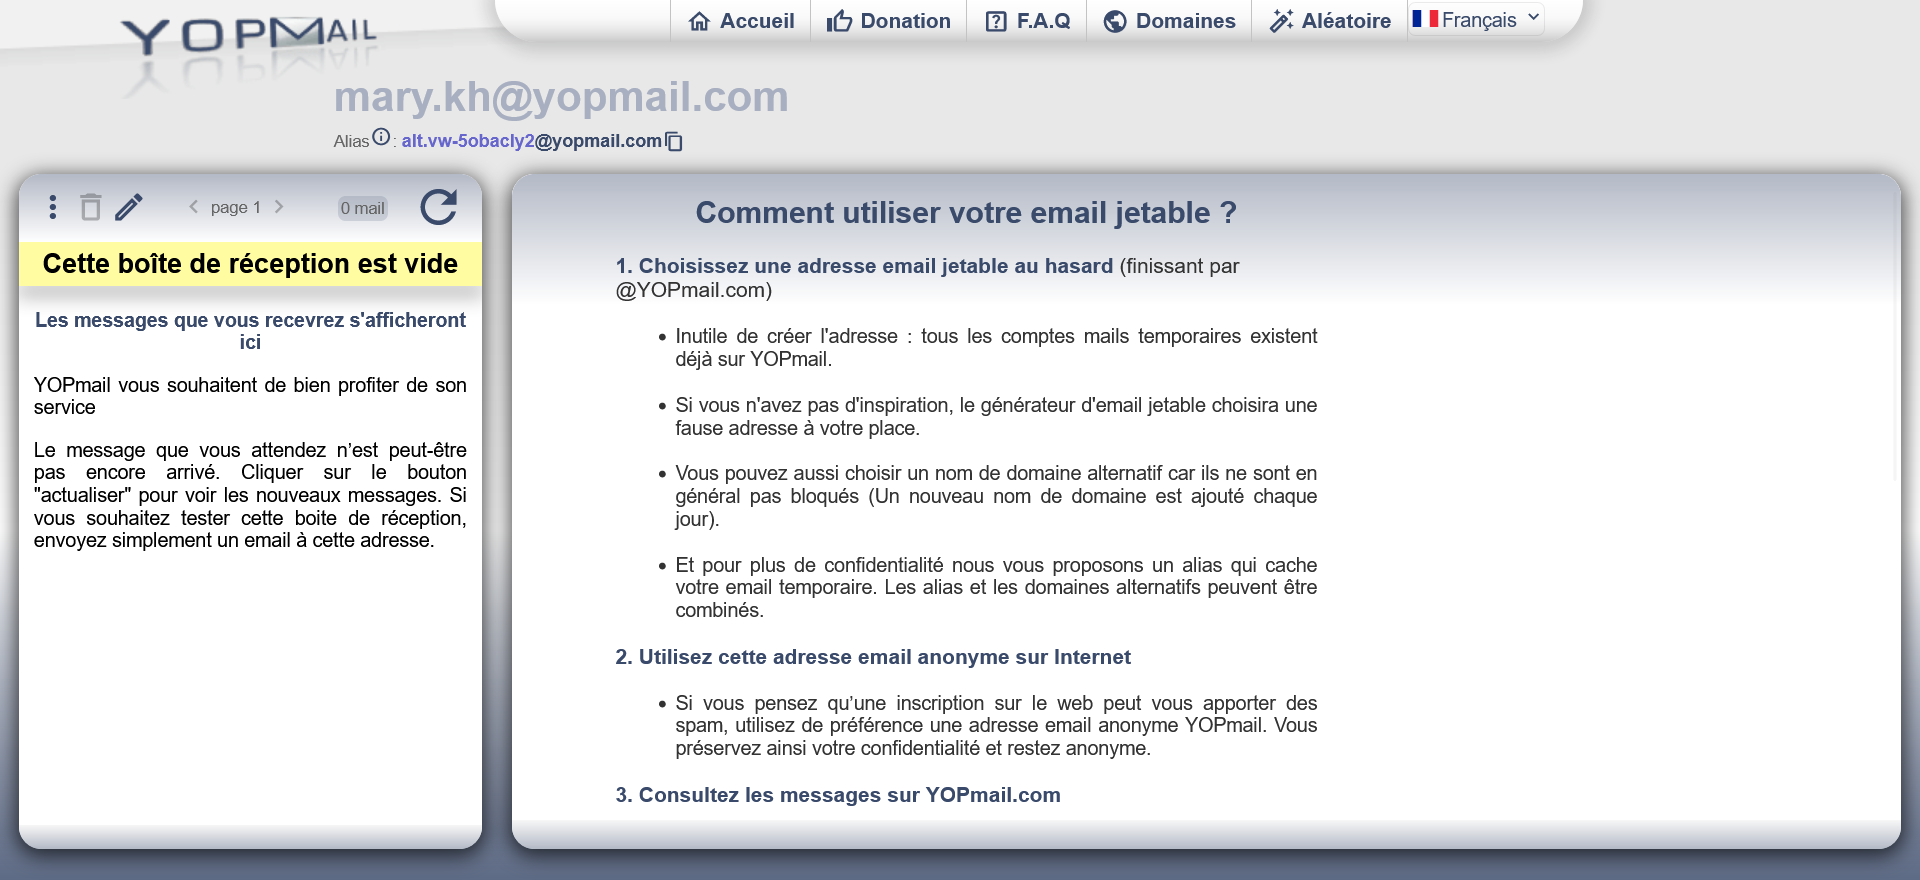 YOPMAIL
Accueil
Donation
F.A.Q
Domaines
Aléatoire
Français
mary.kh@yopmail.com
Alias : alt.vw-5obacly2@yopmail.com
page 1
0 mail
Cette boîte de réception est vide
Les messages que vous recevrez s'afficheront
ici
YOPmail vous souhaitent de bien profiter de son
service
Le message que vous attendez n’est peut-être
pas encore arrivé. Cliquer sur le bouton
"actualiser" pour voir les nouveaux messages. Si
vous souhaitez tester cette boite de réception,
envoyez simplement un email à cette adresse.
Comment utiliser votre email jetable ?
1. Choisissez une adresse email jetable au hasard (finissant par
@YOPmail.com)
• Inutile de créer l'adresse : tous les comptes mails temporaires existent
déjà sur YOPmail.
• Si vous n'avez pas d'inspiration, le générateur d'email jetable choisira une
fause adresse à votre place.
• Vous pouvez aussi choisir un nom de domaine alternatif car ils ne sont en
général pas bloqués (Un nouveau nom de domaine est ajouté chaque
jour).
• Et pour plus de confidentialité nous vous proposons un alias qui cache
votre email temporaire. Les alias et les domaines alternatifs peuvent être
combinés.
2. Utilisez cette adresse email anonyme sur Internet
• Si vous pensez qu’une inscription sur le web peut vous apporter des
spam, utilisez de préférence une adresse email anonyme YOPmail. Vous
préservez ainsi votre confidentialité et restez anonyme.
3. Consultez les messages sur YOPmail.com